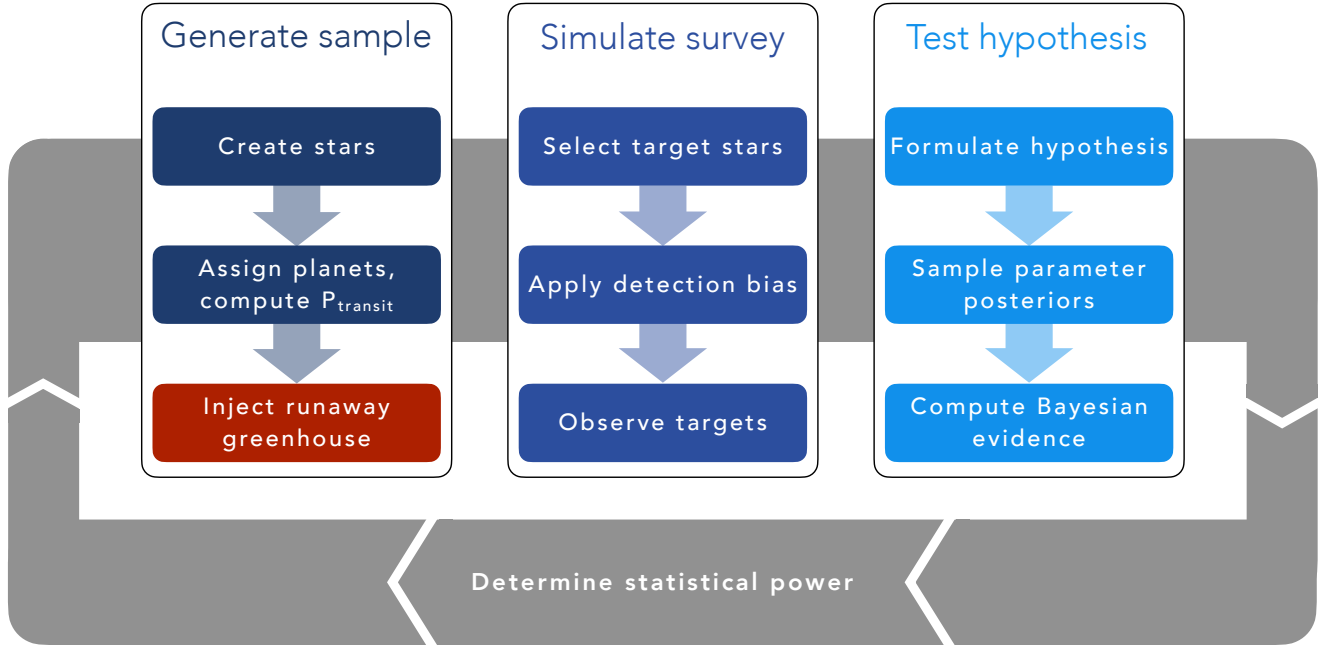 Generate sample
Create stars
Assign planets,
compute P_transit
Inject runaway
greenhouse
Simulate survey
Select target stars
Apply detection bias
Observe targets
Test hypothesis
Formulate hypothesis
Sample parameter
posteriors
Compute Bayesian
evidence
Determine statistical power